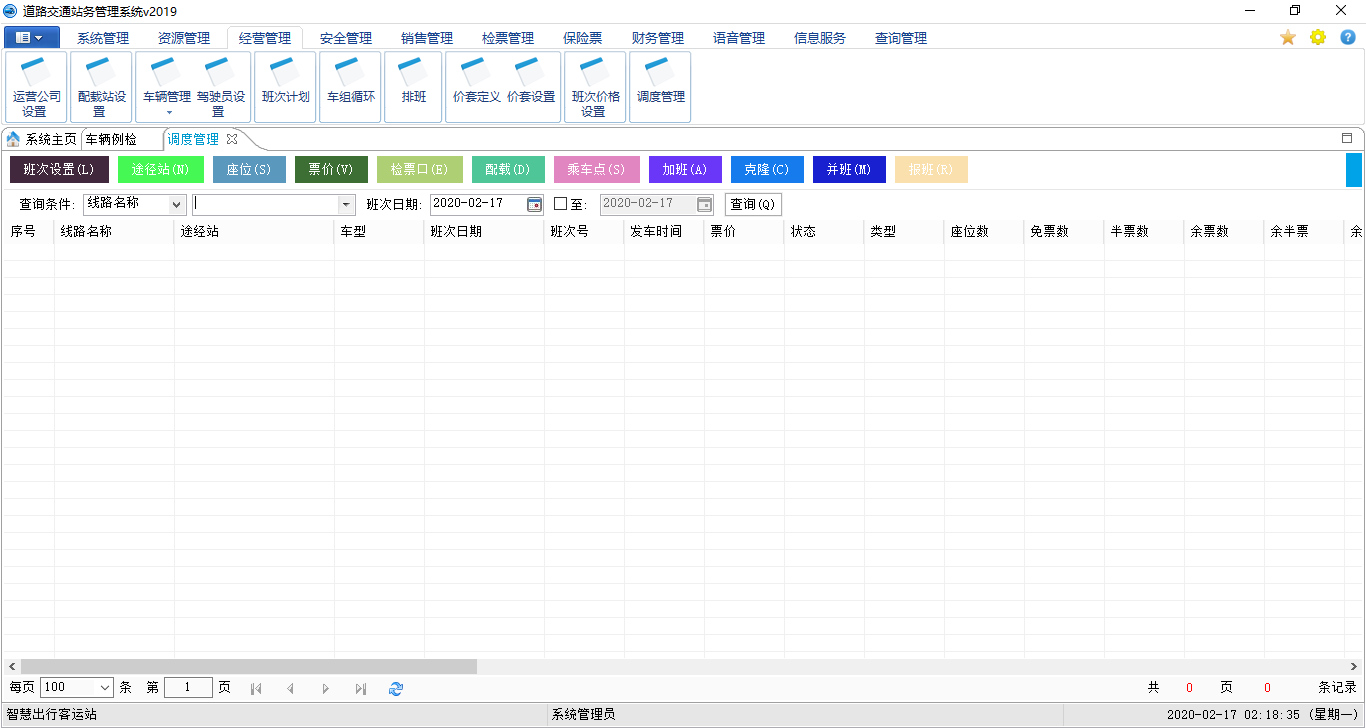 道路交通站务管理系统v2019
系统管理 资源管理 经营管理 安全管理 销售管理 检票管理 保险票 财务管理 语音管理 信息服务 查询管理
运营公司设置 配载站设置 车辆管理 驾驶员设置 班次计划 车组循环 排班 价套定义 价套设置 班次价格设置 调度管理
系统主页 车辆例检 调度管理
班次设置(L) 途径站(N) 座位(S) 票价(V) 检票口(E) 配载(D) 乘车点(S) 加班(A) 克隆(C) 并班(M) 报班(R)
查询条件: 线路名称 班次日期: 2020-02-17 至: 2020-02-17 查询(Q)
序号 线路名称 途经站 车型 班次日期 班次号 发车时间 票价 状态 类型 座位数 免票数 半票数 余票数 余半票 余
每页 100 条 第 1 页 共 0 页 0 条记录
智慧出行客运站 系统管理员 2020-02-17 02:18:35 (星期一)